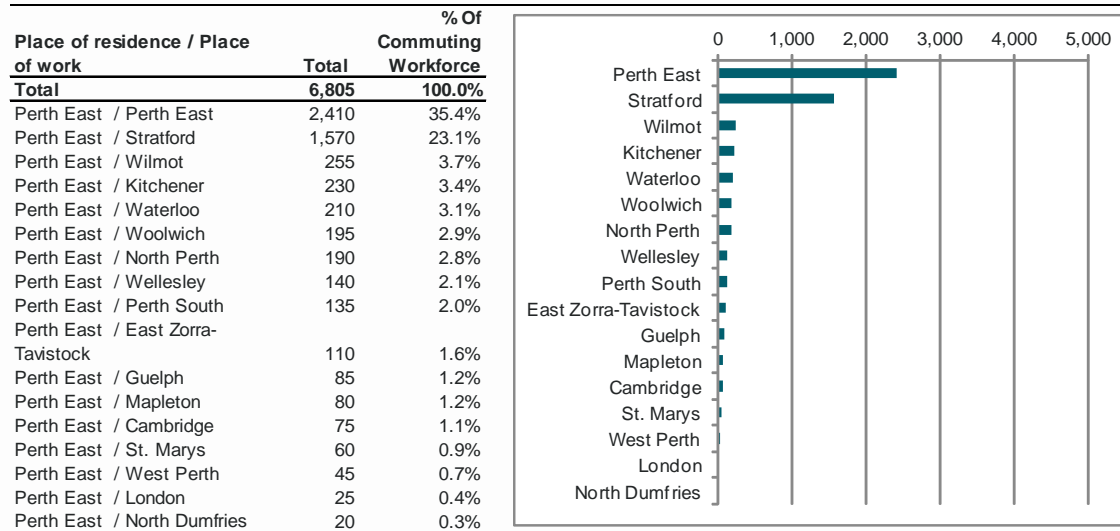 % Of
Place of residence / Place Commuting
of work Total Workforce
Total 6,805 100.0%
Perth East / Perth East 2,410 35.4%
Perth East / Stratford 1,570 23.1%
Perth East / Wilmot 255 3.7%
Perth East / Kitchener 230 3.4%
Perth East / Waterloo 210 3.1%
Perth East / Woolwich 195 2.9%
Perth East / North Perth 190 2.8%
Perth East / Wellesley 140 2.1%
Perth East / Perth South 135 2.0%
Perth East / East Zorra-
Tavistock 110 1.6%
Perth East / Guelph 85 1.2%
Perth East / Mapleton 80 1.2%
Perth East / Cambridge 75 1.1%
Perth East / St. Marys 60 0.9%
Perth East / West Perth 45 0.7%
Perth East / London 25 0.4%
Perth East / North Dumfries 20 0.3%
0 1,000 2,000 3,000 4,000 5,000
Perth East
Stratford
Wilmot
Kitchener
Waterloo
Woolwich
North Perth
Wellesley
Perth South
East Zorra-Tavistock
Guelph
Mapleton
Cambridge
St. Marys
West Perth
London
North Dumfries